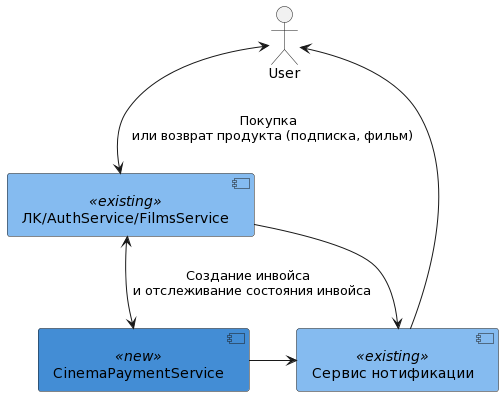 User
Покупка
или возврат продукта (подписка, фильм)
«existing»
ЛК/AuthService/FilmsService
Создание инвойса
и отслеживание состояния инвойса
«new»
CinemaPaymentService
«existing»
Сервис нотификации